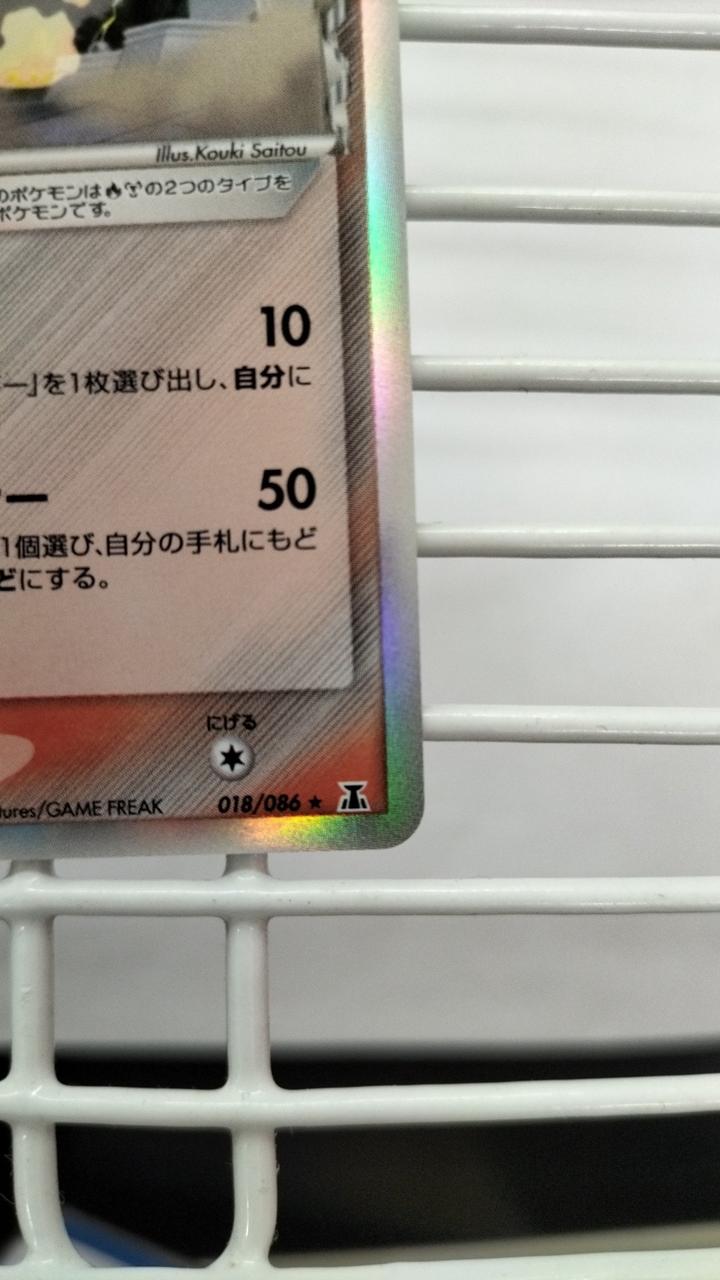 Illus.Kouki Saitou
のポケモンは の2つのタイプを
ポケモンです。
10
ー」を1枚選び出し、自分に
ー 50
1個選び、自分の手札にもど
どにする。
にげる
tures/GAME FREAK 018/086 ★